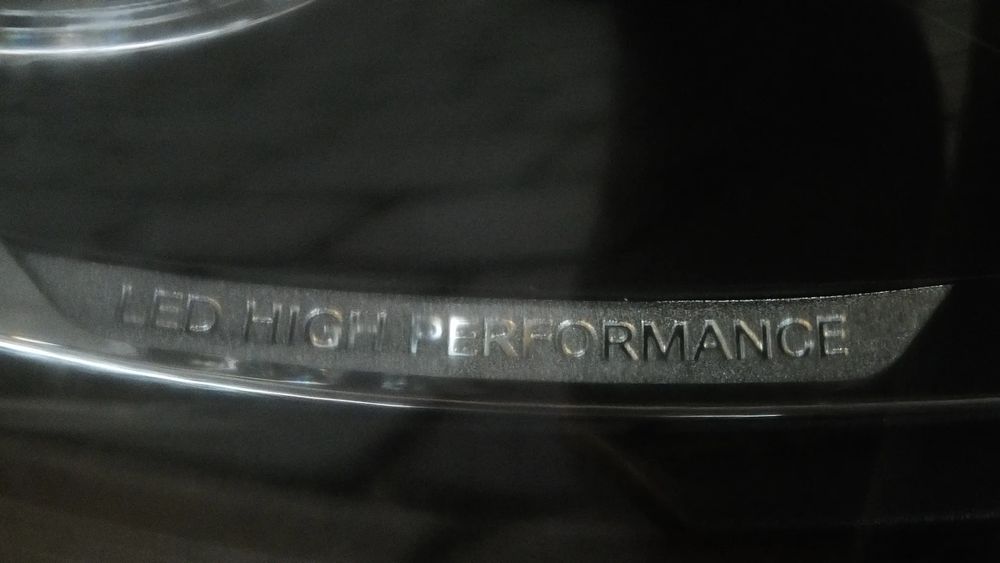 LED HIGH PERFORMANCE